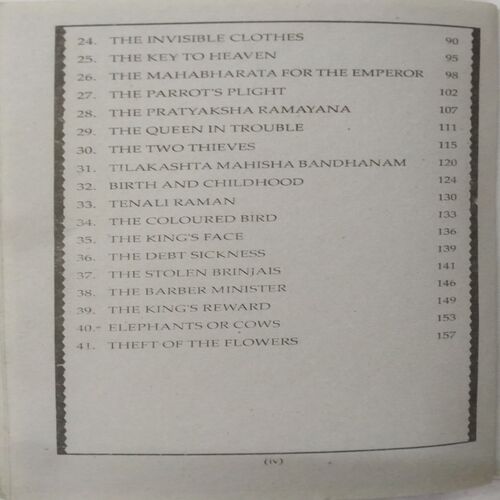 24. THE INVISIBLE CLOTHES 90
25. THE KEY TO HEAVEN 95
26. THE MAHABHARATA FOR THE EMPEROR 98
27. THE PARROT'S PLIGHT 102
28. THE PRATYAKSHA RAMAYANA 107
29. THE QUEEN IN TROUBLE 111
30. THE TWO THIEVES 115
31. TILAKASHTA MAHISHA BANDHANAM 120
32. BIRTH AND CHILDHOOD 124
33. TENALI RAMAN 130
34. THE COLOURED BIRD 133
35. THE KING'S FACE 136
36. THE DEBT SICKNESS 139
37. THE STOLEN BRINJAIS 141
38. THE BARBER MINISTER 146
39. THE KING'S REWARD 149
40. ELEPHANTS OR COWS 153
41. THEFT OF THE FLOWERS 157
(iv)